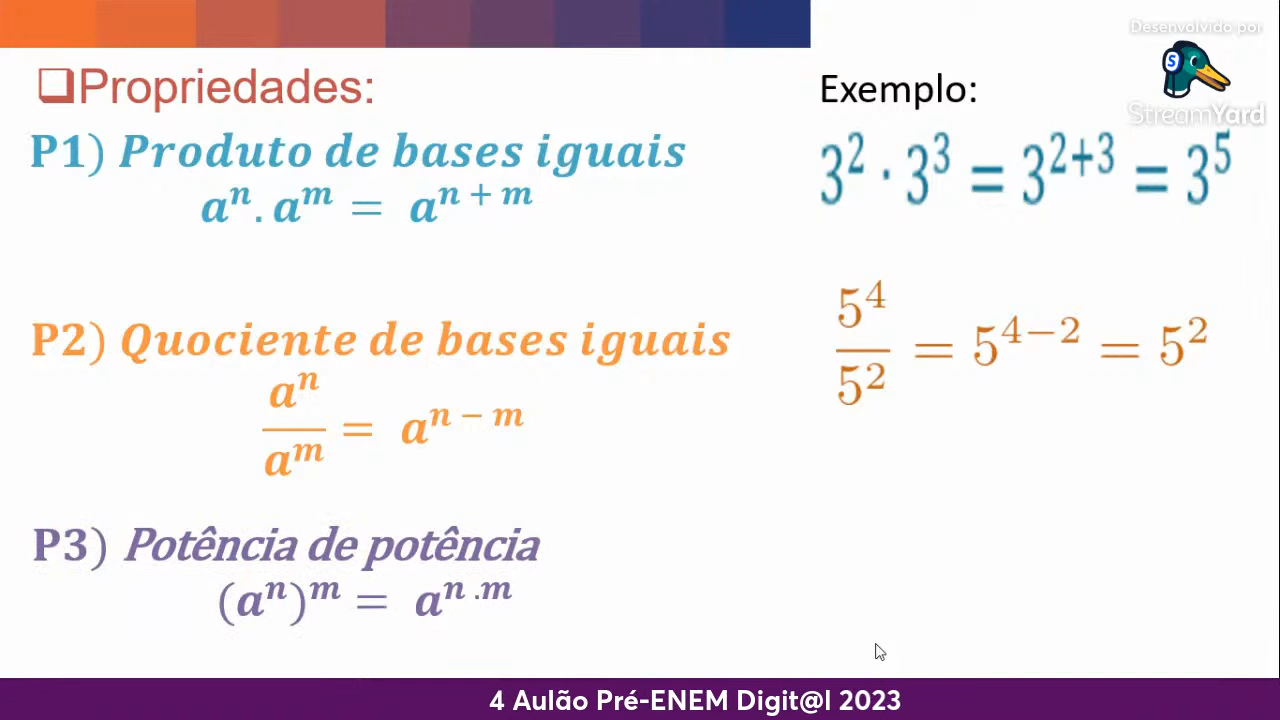 ❑Propriedades:
P1) Produto de bases iguais
aⁿ . aᵐ = aⁿ ⁺ ᵐ
P2) Quociente de bases iguais
aⁿ/aᵐ = aⁿ ⁻ ᵐ
P3) Potência de potência
(aⁿ)ᵐ = aⁿ ·ᵐ
Exemplo:
3² · 3³ = 3²⁺³ = 3⁵
5⁴/5² = 5⁴⁻² = 5²
Desenvolvido por
S
StreamYard
4 Aulão Pré-ENEM Digit@l 2023